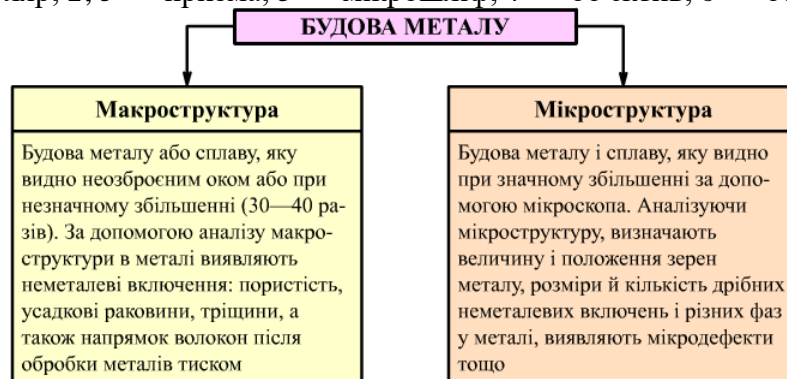 БУДОВА МЕТАЛУ
Макроструктура
Будова металу або сплаву, яку
видно неозброєним оком або при
незначному збільшенні (30—40 ра-
зів). За допомогою аналізу макро-
структури в металі виявляють
неметалеві включення: пористість,
усадкові раковини, тріщини, а
також напрямок волокон після
обробки металів тиском
Мікроструктура
Будова металу і сплаву, яку видно
при значному збільшенні за допо-
могою мікроскопа. Аналізуючи
мікроструктуру, визначають
величину і положення зерен
металу, розміри й кількість дрібних
неметалевих включень і різних фаз
у металі, виявляють мікродефекти
тощо